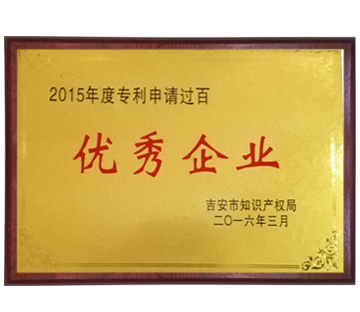 2015年度专利申请过百
优秀企业
吉安市知识产权局
二〇一六年三月